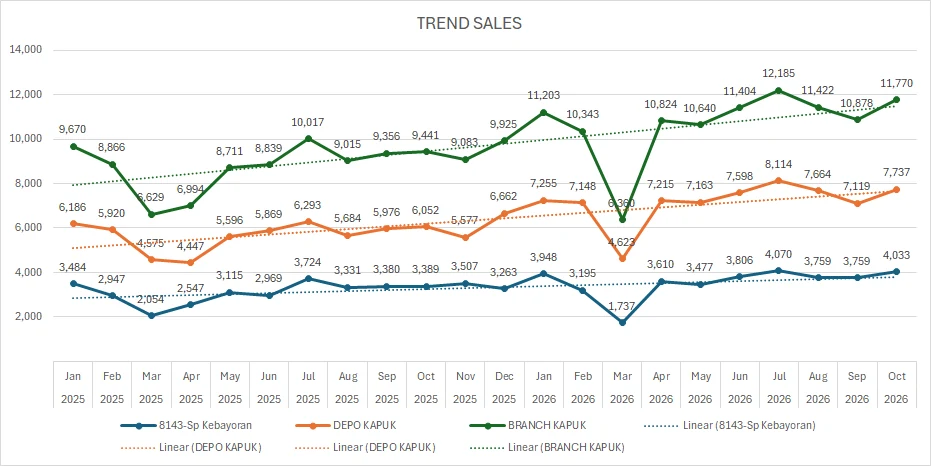 TREND SALES
14,000
12,000
10,000
8,000
6,000
4,000
2,000
9,670 8,866 6,629 6,994 8,711 8,839 10,017 9,015 9,356 9,441 9,083 9,925 11,203 10,343 6,360 10,824 10,640 11,404 12,185 11,422 10,878 11,770
6,186 5,920 4,575 4,447 5,596 5,869 6,293 5,684 5,976 6,052 5,577 6,662 7,255 7,148 4,623 7,215 7,163 7,598 8,114 7,664 7,119 7,737
3,484 2,947 2,054 2,547 3,115 2,969 3,724 3,331 3,380 3,389 3,507 3,263 3,948 3,195 1,737 3,610 3,477 3,806 4,070 3,759 3,759 4,033
Jan Feb Mar Apr May Jun Jul Aug Sep Oct Nov Dec Jan Feb Mar Apr May Jun Jul Aug Sep Oct
2025 2025 2025 2025 2025 2025 2025 2025 2025 2025 2025 2025 2026 2026 2026 2026 2026 2026 2026 2026 2026 2026
8143-Sp Kebayoran DEPO KAPUK BRANCH KAPUK Linear (8143-Sp Kebayoran)
Linear (DEPO KAPUK) Linear (DEPO KAPUK) Linear (BRANCH KAPUK)